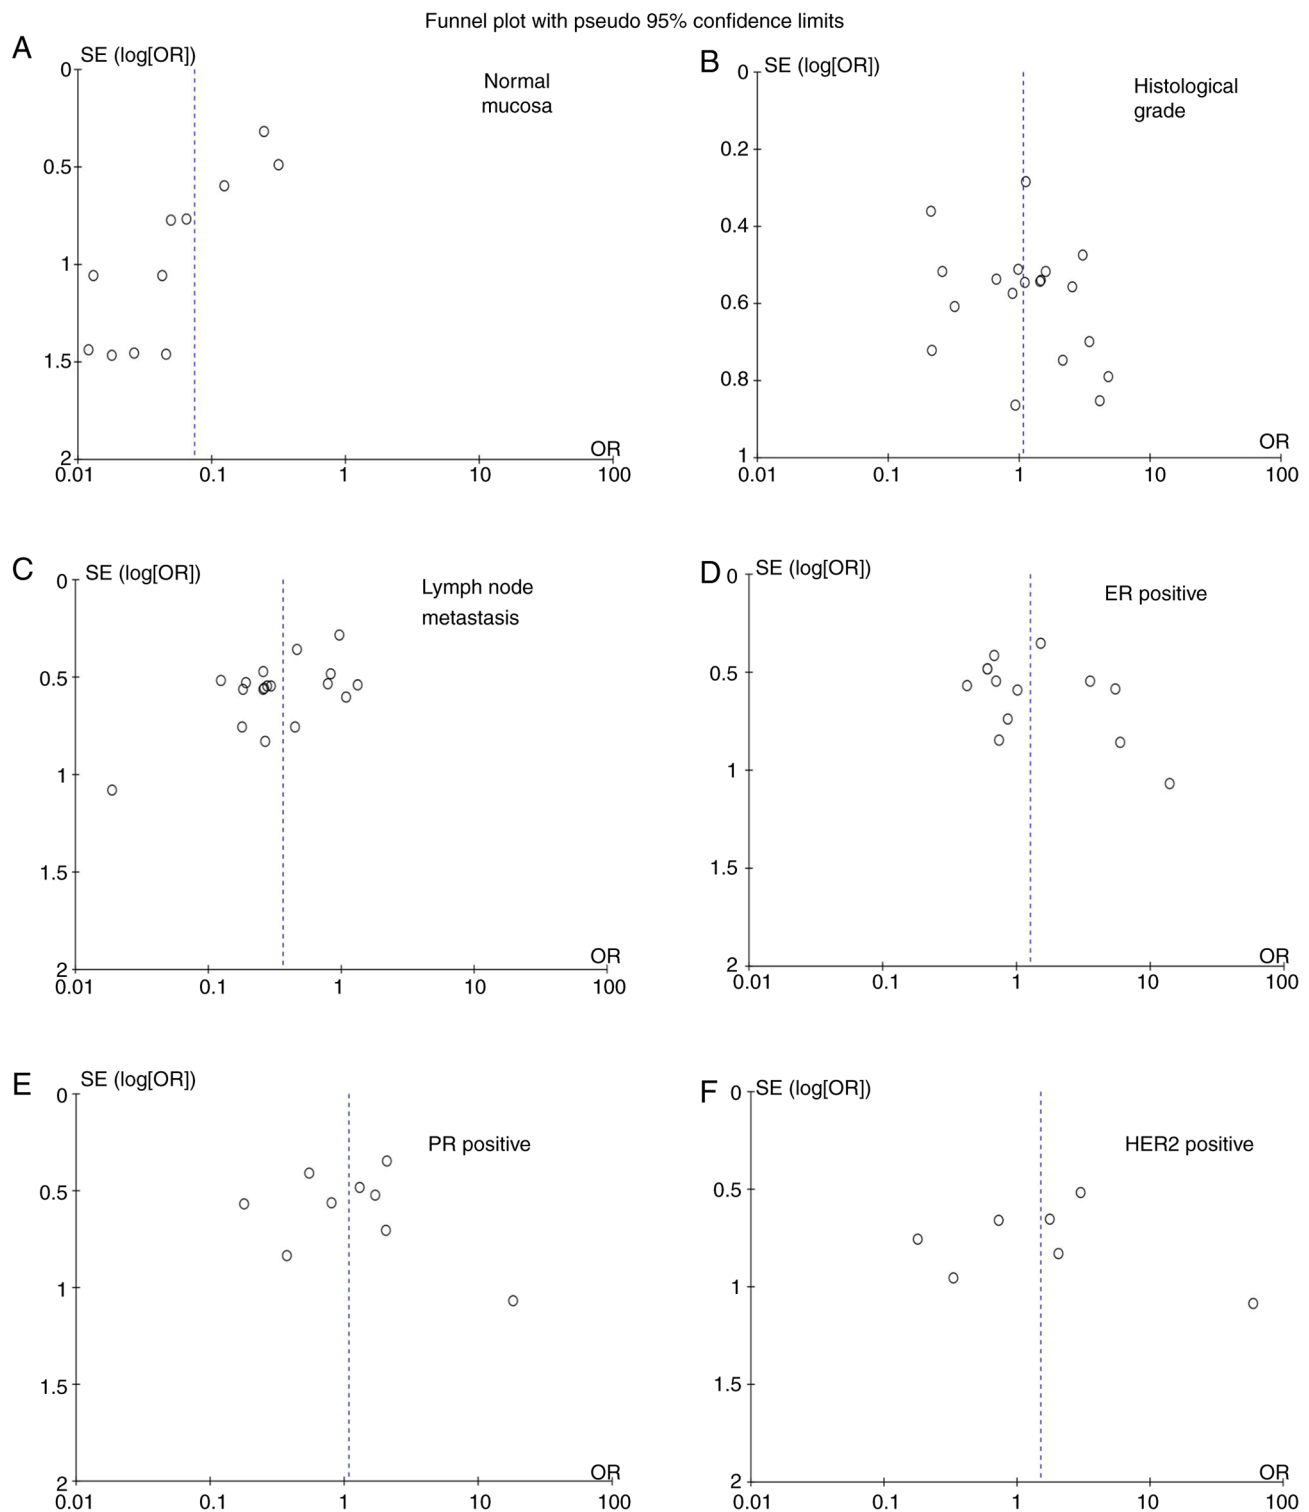 Funnel plot with pseudo 95% confidence limits
A
SE (log[OR])
Normal
mucosa
0
0.5
1
1.5
2
OR
0.01
0.1
1
10
100
B
SE (log[OR])
Histological
grade
0
0.2
0.4
0.6
0.8
1
OR
0.01
0.1
1
10
100
C
SE (log[OR])
Lymph node
metastasis
0
0.5
1
1.5
2
OR
0.01
0.1
1
10
100
D
SE (log[OR])
ER positive
0
0.5
1
1.5
2
OR
0.01
0.1
1
10
100
E
SE (log[OR])
PR positive
0
0.5
1
1.5
2
OR
0.01
0.1
1
10
100
F
SE (log[OR])
HER2 positive
0
0.5
1
1.5
2
OR
0.01
0.1
1
10
100